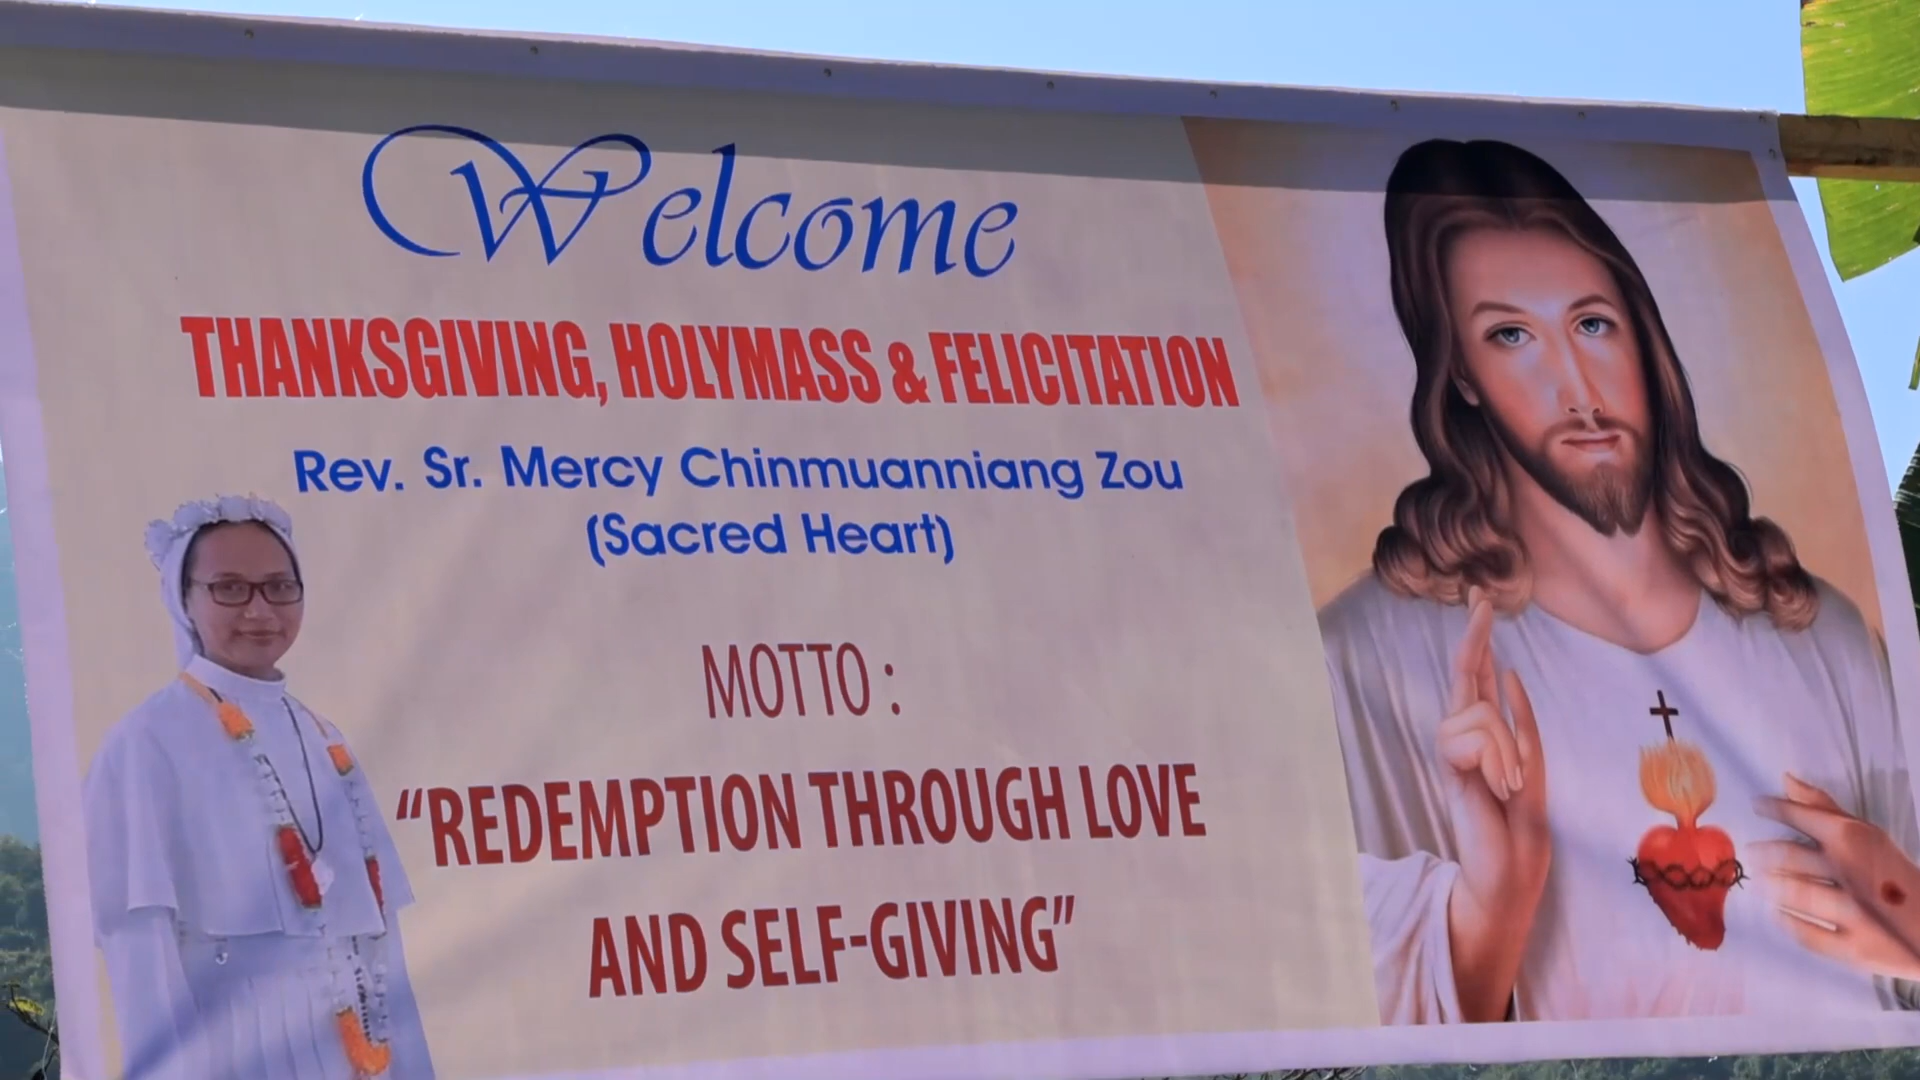 Welcome
THANKSGIVING, HOLYMASS & FELICITATION
Rev. Sr. Mercy Chinmuanniang Zou
(Sacred Heart)
MOTTO :
“REDEMPTION THROUGH LOVE
AND SELF-GIVING”